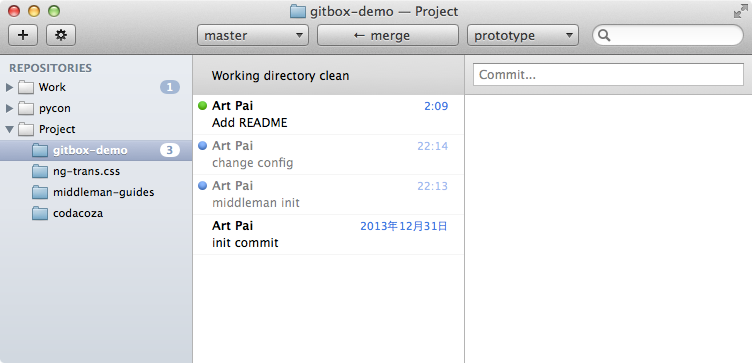 gitbox-demo — Project
master
← merge
prototype
REPOSITORIES
Work 1
pycon
Project
gitbox-demo 3
ng-trans.css
middleman-guides
codacoza
Working directory clean
Art Pai 2:09
Add README
Art Pai 22:14
change config
Art Pai 22:13
middleman init
Art Pai 2013年12月31日
init commit
Commit...